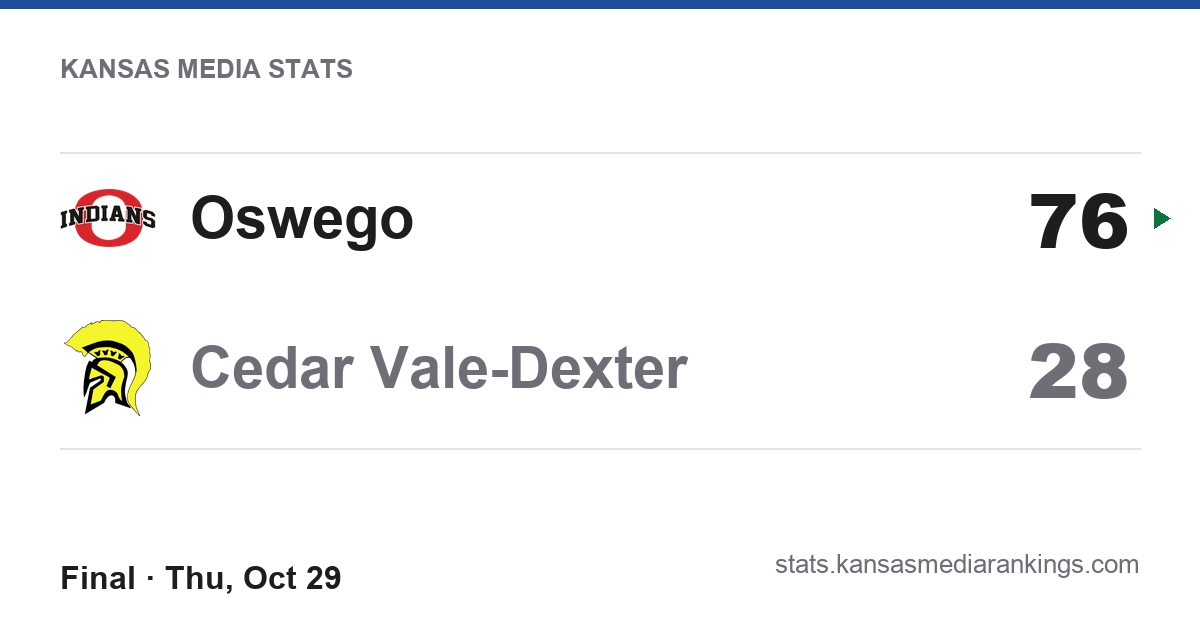 KANSAS MEDIA STATS
INDIANS
Oswego
76
Cedar Vale-Dexter
28
Final · Thu, Oct 29
stats.kansasmediarankings.com